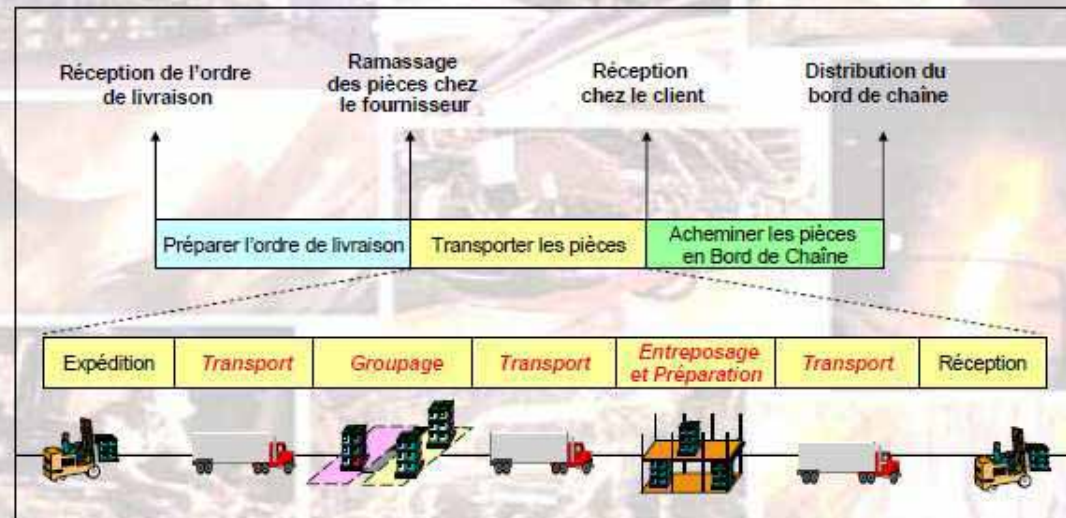 Réception de l'ordre
de livraison
Ramassage
des pièces chez
le fournisseur
Réception
chez le client
Distribution du
bord de chaîne
Préparer l'ordre de livraison
Transporter les pièces
Acheminer les pièces
en Bord de Chaîne
Expédition
Transport
Groupage
Transport
Entreposage
et Préparation
Transport
Réception